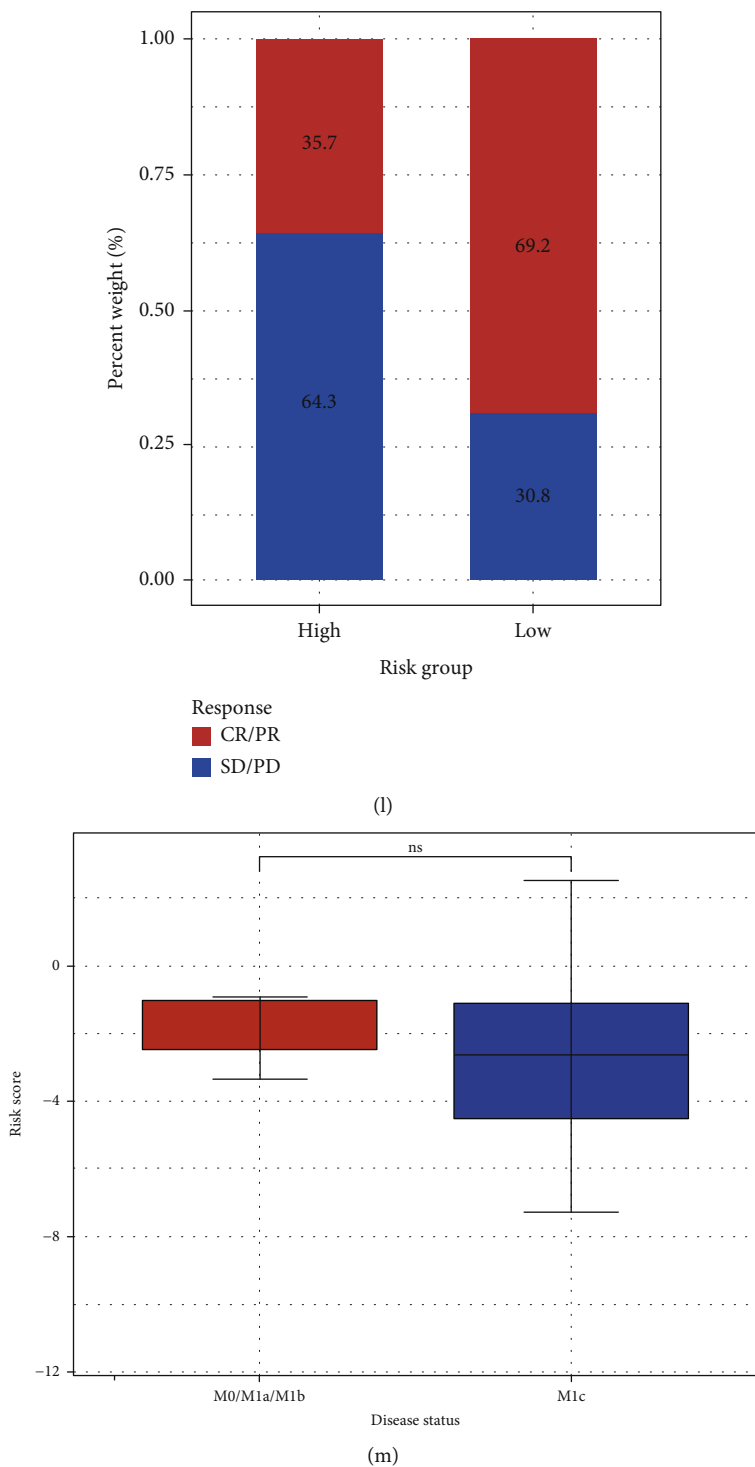 1.00
0.75
0.50
0.25
0.00
Percent weight (%)
35.7
64.3
69.2
30.8
High
Low
Risk group
Response
CR/PR
SD/PD
(l)
ns
0
−4
−8
−12
Risk score
M0/M1a/M1b
M1c
Disease status
(m)